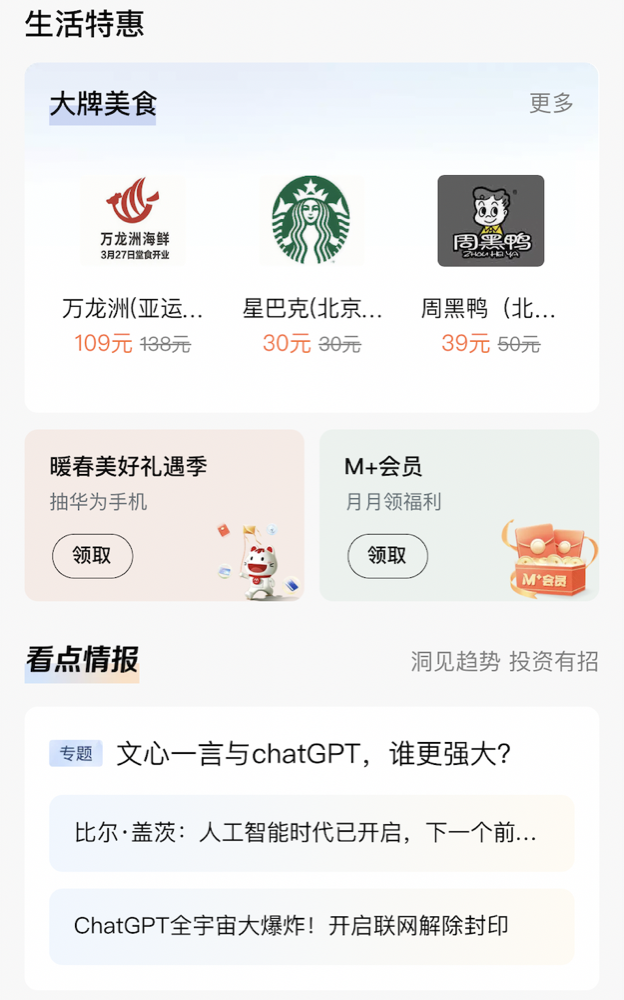 生活特惠
大牌美食
更多
万龙洲海鲜
3月27日堂食开业
周黑鸭
ZHOU HEI YA
万龙洲(亚运...
星巴克(北京...
周黑鸭（北...
109元 138元
30元 30元
39元 50元
暖春美好礼遇季
抽华为手机
领取
M+会员
月月领福利
领取
M+会员
看点情报
洞见趋势 投资有招
专题
文心一言与chatGPT，谁更强大?
比尔·盖茨：人工智能时代已开启，下一个前...
ChatGPT全宇宙大爆炸！开启联网解除封印